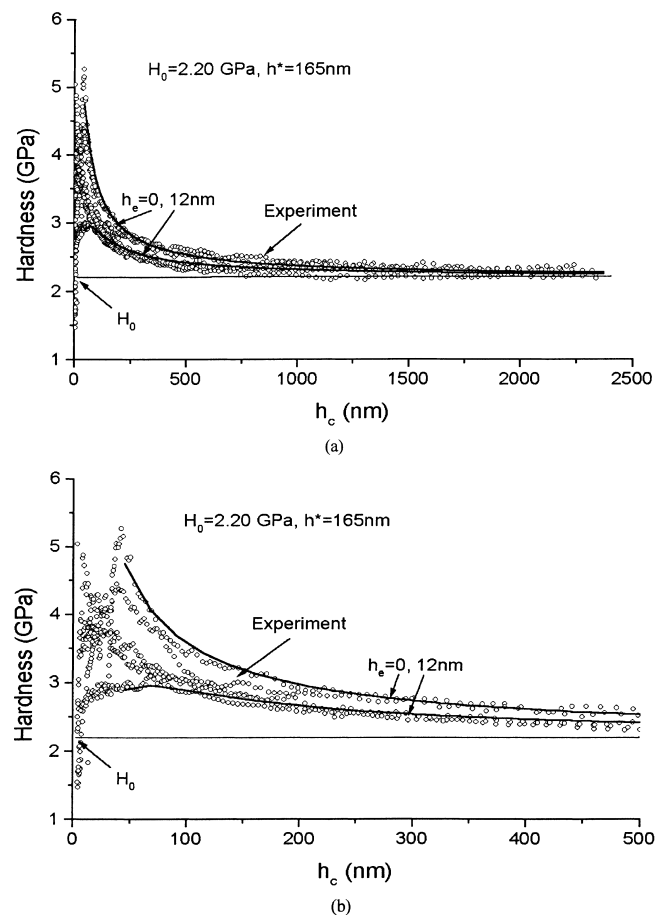 6
5
4
3
2
1
Hardness (GPa)
H₀=2.20 GPa, h*=165nm
hₑ=0, 12nm
Experiment
H₀
0 500 1000 1500 2000 2500
h_c (nm)
(a)
6
5
4
3
2
1
Hardness (GPa)
H₀=2.20 GPa, h*=165nm
Experiment
hₑ=0, 12nm
H₀
0 100 200 300 400 500
h_c (nm)
(b)